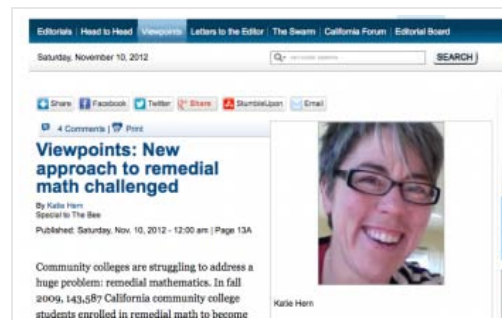 Editorials | Head to Head | Viewpoints | Letters to the Editor | The Swarm | California Forum | Editorial Board
Saturday, November 10, 2012
SEARCH
Share Facebook Twitter Share StumbleUpon Email
4 Comments | Print
Viewpoints: New
approach to remedial
math challenged
By Katie Hern
Special to The Bee
Published: Saturday, Nov. 10, 2012 - 12:00 am | Page 13A
Community colleges are struggling to address a
huge problem: remedial mathematics. In fall
2009, 143,587 California community college
students enrolled in remedial math to become
Katie Hern